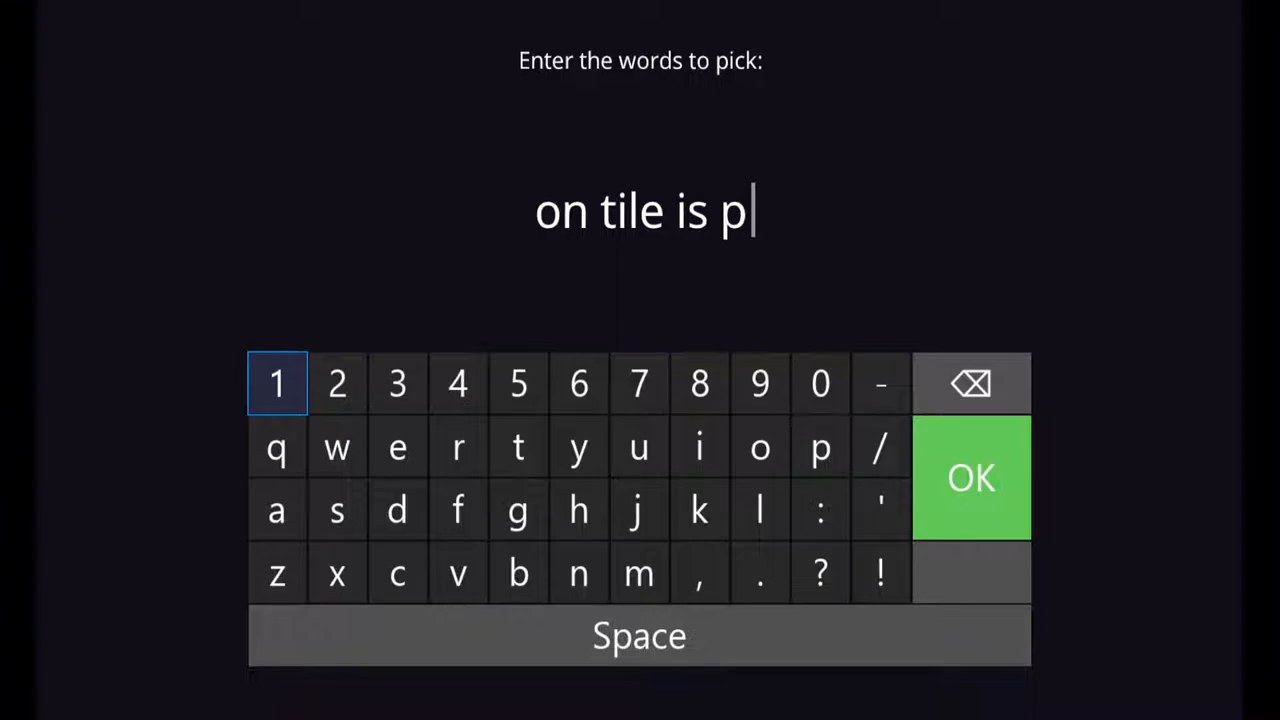 Enter the words to pick:
on tile is p
1 2 3 4 5 6 7 8 9 0 - ⌫
q w e r t y u i o p /
OK
a s d f g h j k l : '
z x c v b n m , . ? !
Space